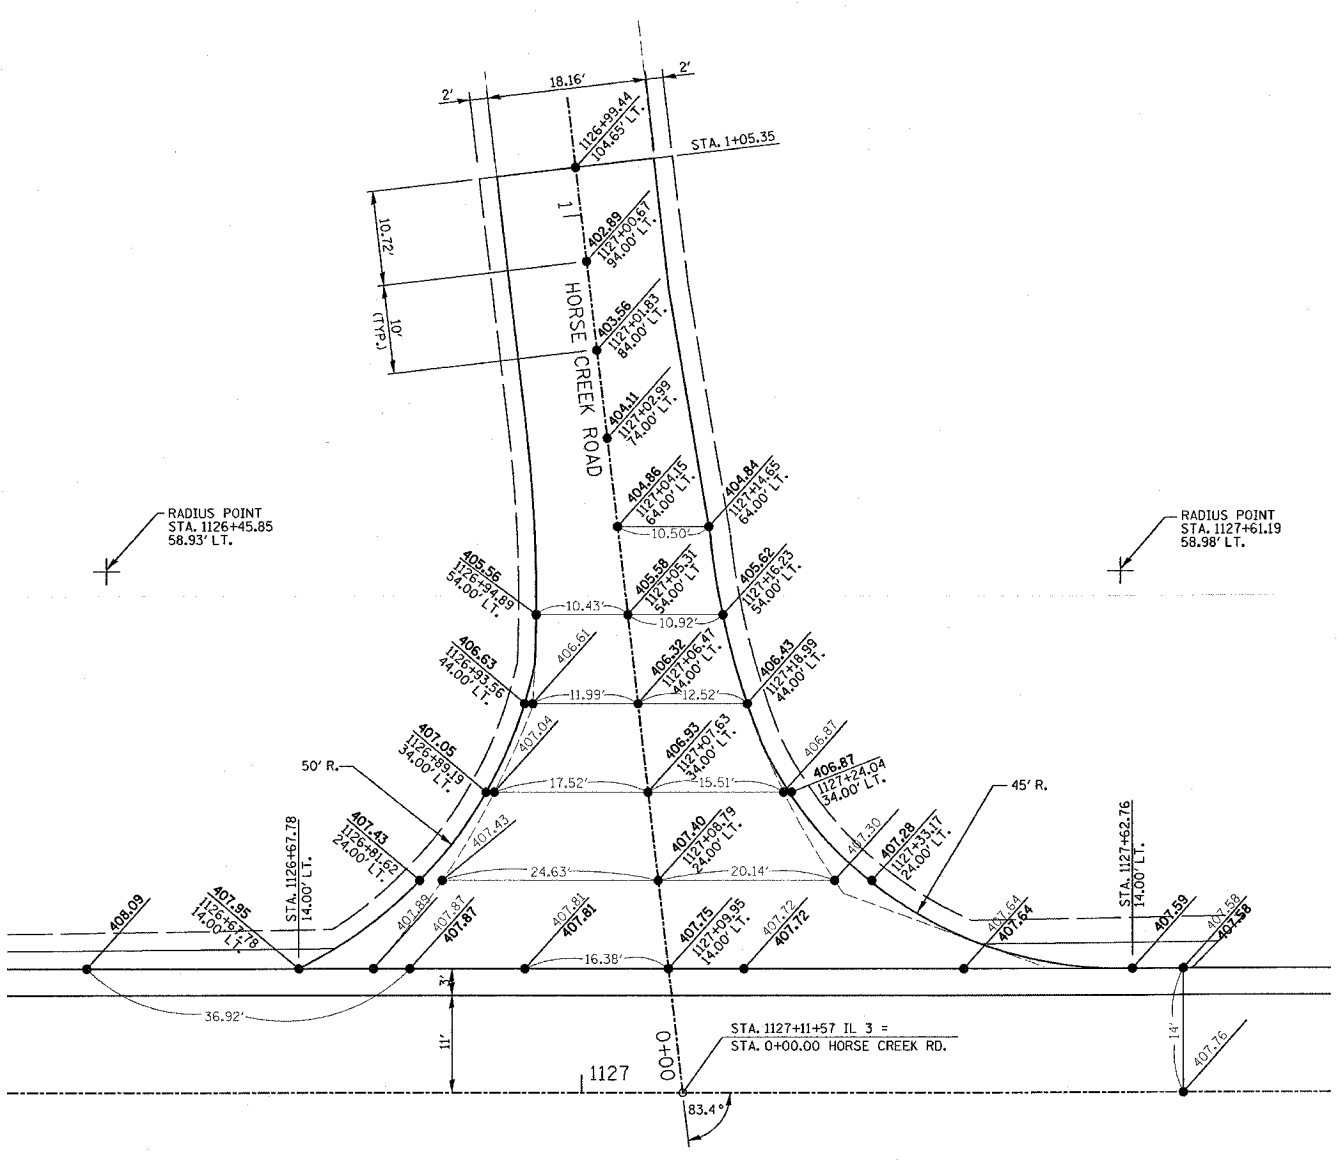 2'
18.16'
2'
1126+99.44
104.65' LT.
STA. 1+05.35
1
10.72'
402.89
1127+00.67
94.00' LT.
10'
(TYP.)
403.56
1127+01.83
84.00' LT.
HORSE CREEK ROAD
404.11
1127+02.99
74.00' LT.
404.86
1127+04.15
64.00' LT.
404.84
1127+14.65
64.00' LT.
10.50'
RADIUS POINT
STA. 1126+45.85
58.93' LT.
RADIUS POINT
STA. 1127+61.19
58.98' LT.
405.56
1126+94.89
54.00' LT.
405.58
1127+05.31
54.00' LT
405.62
1127+16.23
54.00' LT.
10.43'
10.92'
406.63
1126+93.56
44.00' LT.
406.61
406.32
1127+06.47
44.00' LT.
406.43
1127+18.99
44.00' LT.
11.99'
12.52'
407.05
1126+89.19
34.00' LT.
407.04
406.93
1127+07.63
34.00' LT.
406.87
406.87
1127+24.04
34.00' LT.
50' R.
17.52'
15.51'
45' R.
407.43
1126+81.62
24.00' LT.
407.43
407.40
1127+08.79
24.00' LT.
407.30
407.28
1127+33.17
24.00' LT.
24.63'
20.14'
STA. 1126+67.78
14.00' LT.
STA. 1127+62.76
14.00' LT.
408.09
407.95
1126+67.78
14.00' LT.
407.89
407.87
407.87
407.81
407.81
407.75
1127+09.95
14.00' LT.
407.72
407.72
407.64
407.64
407.59
407.58
407.58
16.38'
36.92'
3'
11'
14'
407.76
STA. 1127+11+57 IL 3 =
STA. 0+00.00 HORSE CREEK RD.
0+00
1127
83.4°